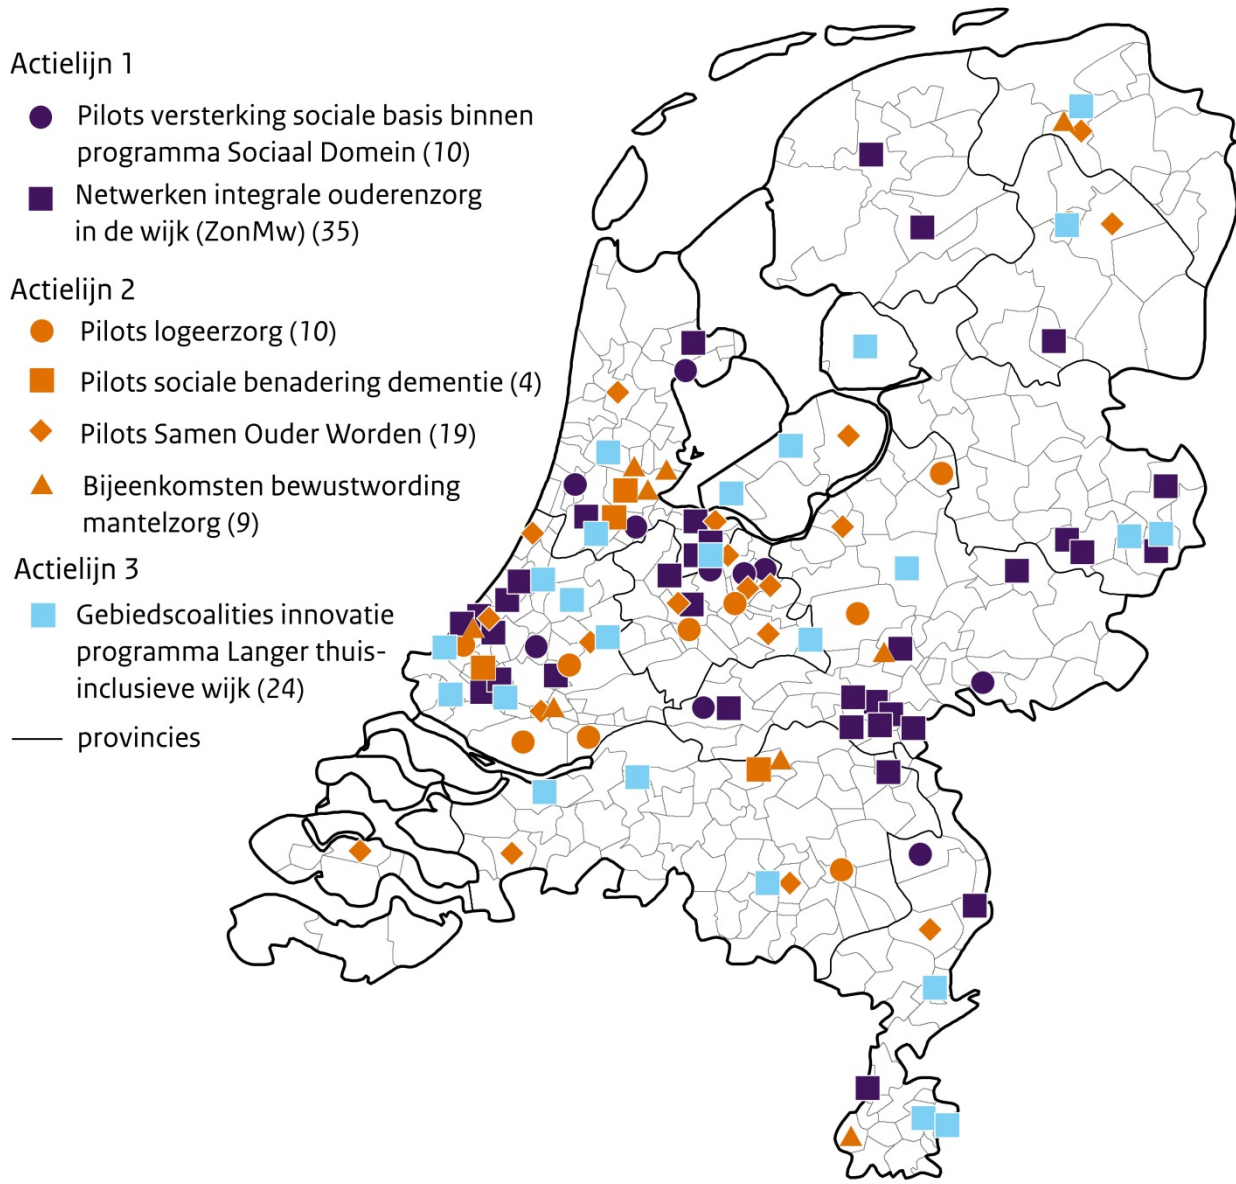 Actielijn 1
Pilots versterking sociale basis binnen
programma Sociaal Domein (10)
Netwerken integrale ouderenzorg
in de wijk (ZonMw) (35)
Actielijn 2
Pilots logeerzorg (10)
Pilots sociale benadering dementie (4)
Pilots Samen Ouder Worden (19)
Bijeenkomsten bewustwording
mantelzorg (9)
Actielijn 3
Gebiedscoalities innovatie
programma Langer thuis-
inclusieve wijk (24)
provincies